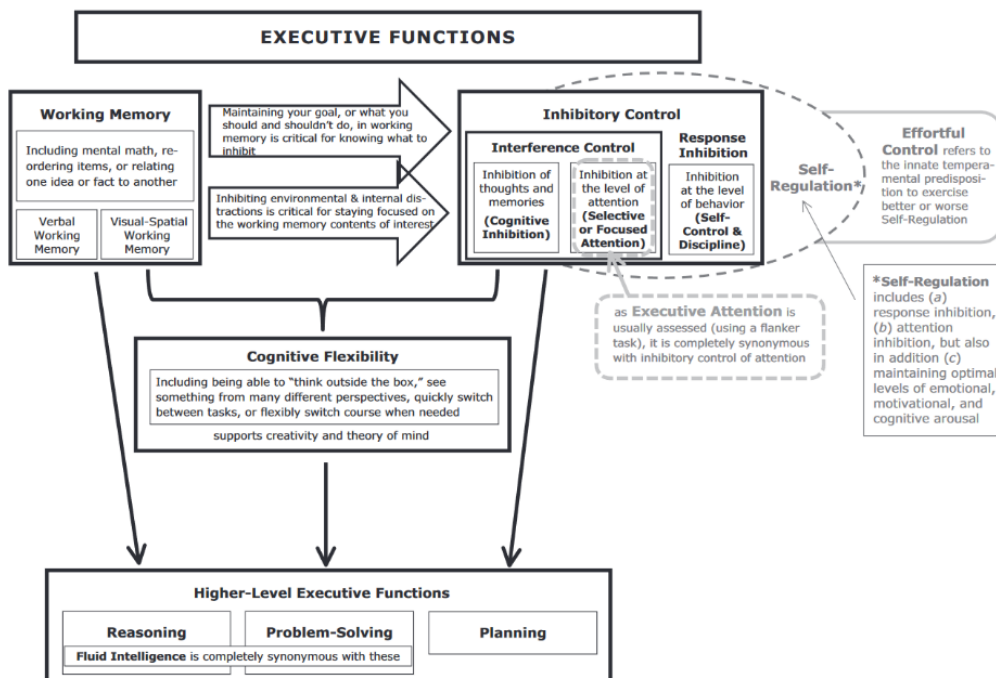 EXECUTIVE FUNCTIONS
Working Memory
Including mental math, re-
ordering items, or relating
one idea or fact to another
Verbal
Working
Memory
Visual-Spatial
Working
Memory
Maintaining your goal, or what you
should and shouldn't do, in working
memory is critical for knowing what to
inhibit
Inhibiting environmental & internal dis-
tractions is critical for staying focused on
the working memory contents of interest
Inhibitory Control
Interference Control
Inhibition of
thoughts and
memories
(Cognitive
Inhibition)
Inhibition at
the level of
attention
(Selective
or Focused
Attention)
Response
Inhibition
Inhibition
at the level
of behavior
(Self-
Control &
Discipline)
Self-
Regulation*
Effortful
Control refers to
the innate tempera-
mental predisposi-
tion to exercise
better or worse
Self-Regulation
*Self-Regulation
includes (a)
response inhibition,
(b) attention
inhibition, but also
in addition (c)
maintaining optimal
levels of emotional,
motivational, and
cognitive arousal
as Executive Attention is
usually assessed (using a flanker
task), it is completely synonymous
with inhibitory control of attention
Cognitive Flexibility
Including being able to "think outside the box," see
something from many different perspectives, quickly switch
between tasks, or flexibly switch course when needed
supports creativity and theory of mind
Higher-Level Executive Functions
Reasoning
Problem-Solving
Planning
Fluid Intelligence is completely synonymous with these